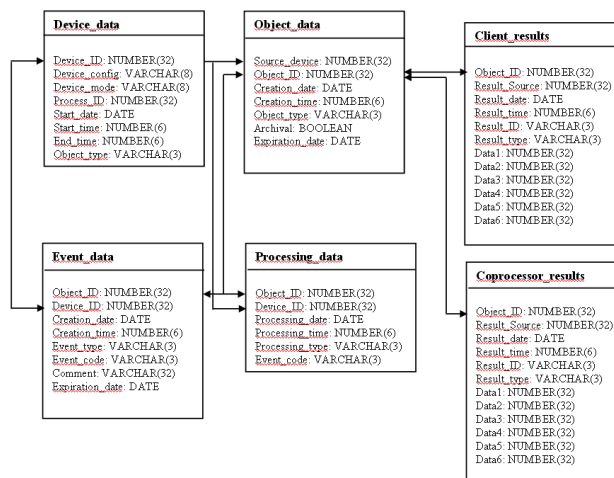 Device_data
Device_ID: NUMBER(32)
Device_config: VARCHAR(8)
Device_mode: VARCHAR(8)
Process_ID: NUMBER(32)
Start_date: DATE
Start_time: NUMBER(6)
End_time: NUMBER(6)
Object_type: VARCHAR(3)
Object_data
Source_device: NUMBER(32)
Object_ID: NUMBER(32)
Creation_date: DATE
Creation_time: NUMBER(6)
Object_type: VARCHAR(3)
Archival: BOOLEAN
Expiration_date: DATE
Client_results
Object_ID: NUMBER(32)
Result_Source: NUMBER(32)
Result_date: DATE
Result_time: NUMBER(6)
Result_ID: VARCHAR(3)
Result_type: VARCHAR(3)
Data1: NUMBER(32)
Data2: NUMBER(32)
Data3: NUMBER(32)
Data4: NUMBER(32)
Data5: NUMBER(32)
Data6: NUMBER(32)
Event_data
Object_ID: NUMBER(32)
Device_ID: NUMBER(32)
Creation_date: DATE
Creation_time: NUMBER(6)
Event_type: VARCHAR(3)
Event_code: VARCHAR(3)
Comment: VARCHAR(32)
Expiration_date: DATE
Processing_data
Object_ID: NUMBER(32)
Device_ID: NUMBER(32)
Processing_date: DATE
Processing_time: NUMBER(6)
Processing_type: VARCHAR(3)
Event_code: VARCHAR(3)
Coprocessor_results
Object_ID: NUMBER(32)
Result_Source: NUMBER(32)
Result_date: DATE
Result_time: NUMBER(6)
Result_ID: VARCHAR(3)
Result_type: VARCHAR(3)
Data1: NUMBER(32)
Data2: NUMBER(32)
Data3: NUMBER(32)
Data4: NUMBER(32)
Data5: NUMBER(32)
Data6: NUMBER(32)